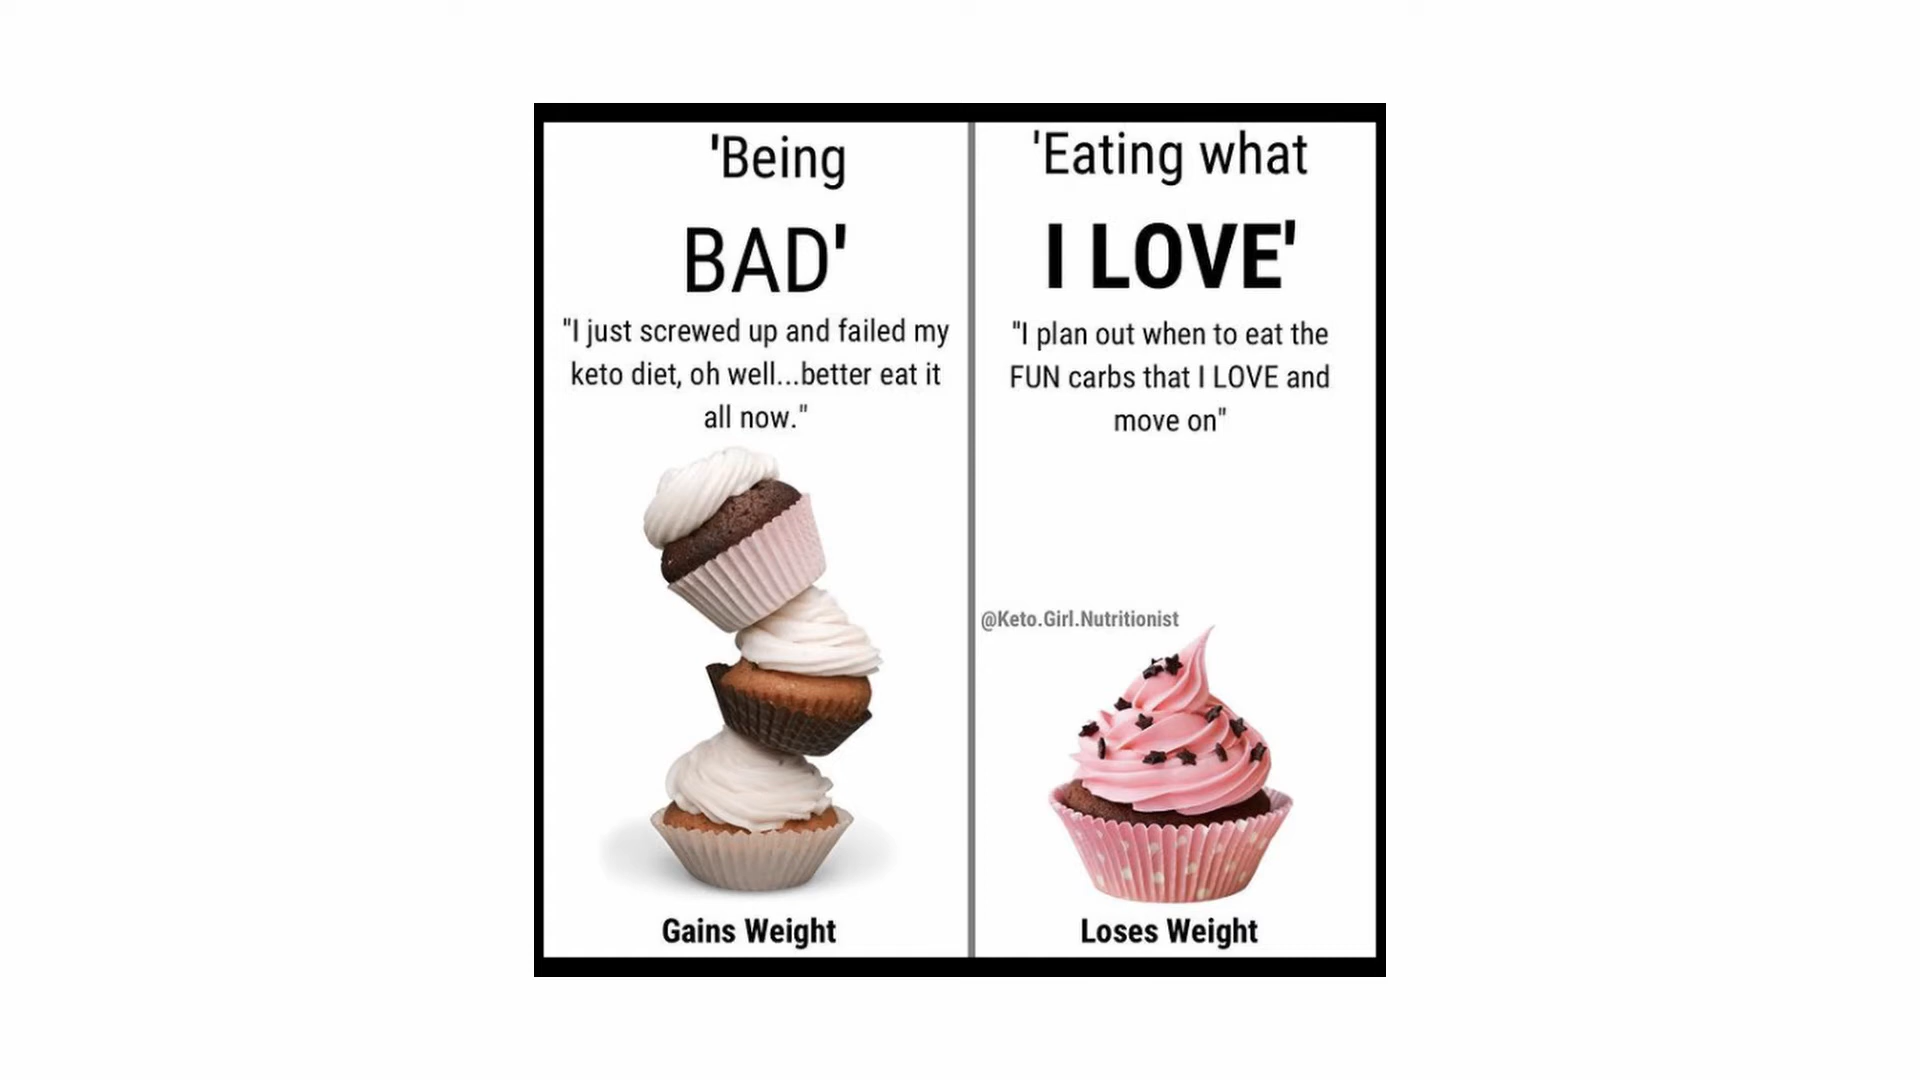 'Being
BAD'
"I just screwed up and failed my
keto diet, oh well...better eat it
all now."
Gains Weight
'Eating what
I LOVE'
"I plan out when to eat the
FUN carbs that I LOVE and
move on"
@Keto.Girl.Nutritionist
Loses Weight